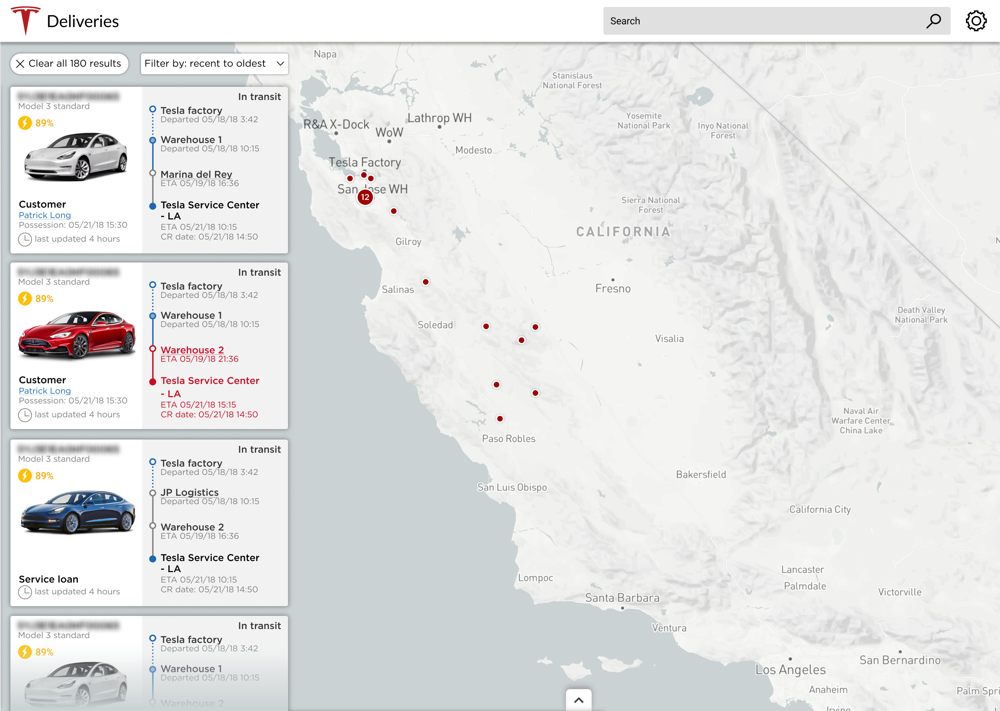 Deliveries
Search
Clear all 180 results
Filter by: recent to oldest
Model 3 standard
89%
Customer
Patrick Long
Possession: 05/21/18 15:30
last updated 4 hours
In transit
Tesla factory
Departed 05/18/18 3:42
Warehouse 1
Departed 05/18/18 10:15
Marina del Rey
ETA 05/19/18 16:36
Tesla Service Center
- LA
ETA 05/21/18 10:15
CR date: 05/21/18 14:50
Model 3 standard
89%
Customer
Patrick Long
Possession: 05/21/18 15:30
last updated 4 hours
In transit
Tesla factory
Departed 05/18/18 3:42
Warehouse 1
Departed 05/18/18 10:15
Warehouse 2
ETA 05/19/18 21:36
Tesla Service Center
- LA
ETA 05/21/18 15:15
CR date: 05/21/18 14:50
Model 3 standard
89%
Service loan
last updated 4 hours
In transit
Tesla factory
Departed 05/18/18 3:42
JP Logistics
Departed 05/18/18 10:15
Warehouse 2
ETA 05/19/18 16:36
Tesla Service Center
- LA
ETA 05/21/18 10:15
CR date: 05/21/18 14:50
Model 3 standard
89%
In transit
Tesla factory
Departed 05/18/18 3:42
Warehouse 1
Departed 05/18/18 10:15
Warehouse 2
Napa
Stanislaus
National Forest
R&A X-Dock
Lathrop WH
WoW
Yosemite
National Park
Inyo National
Forest
Modesto
Tesla Factory
San Jose WH
12
Sierra National
Forest
CALIFORNIA
Gilroy
Salinas
Fresno
Soledad
Death Valley
National Park
Visalia
Naval Air
Warfare Center
China Lake
Paso Robles
Bakersfield
San Luis Obispo
California City
Lancaster
Lompoc
Palmdale
Victorville
Santa Barbara
Ventura
San Bernardino
Los Angeles
Anaheim
Palm Spri
Irvine